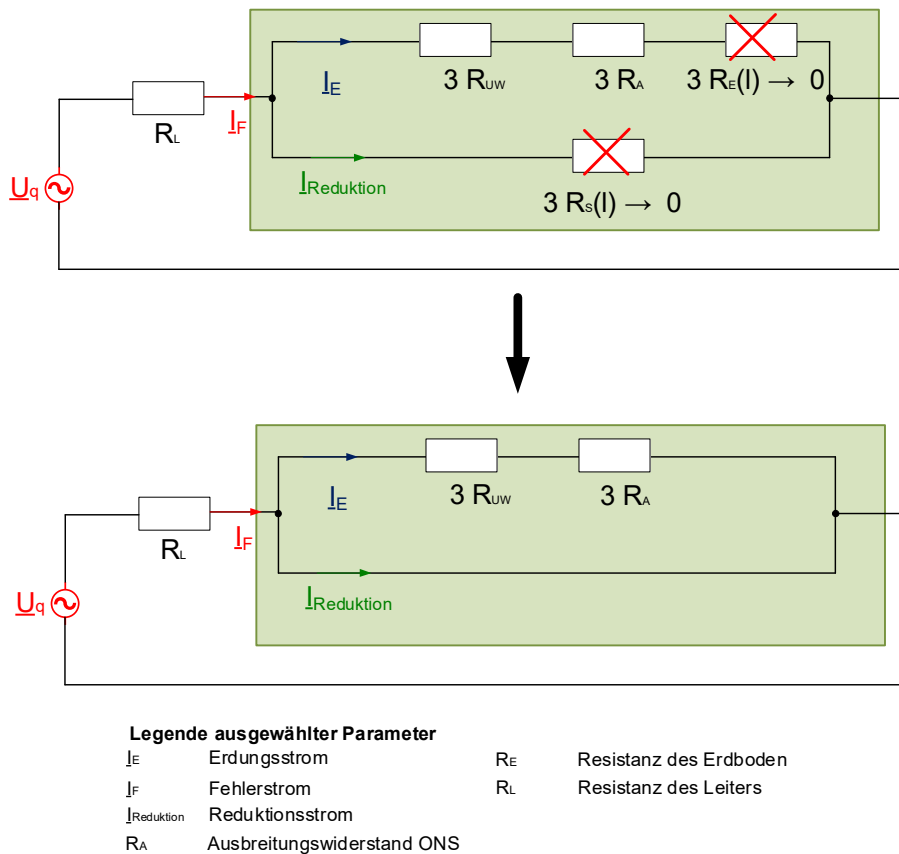 I_E
3 R_UW
3 R_A
3 R_E(l) → 0
R_L
I_F
I_Reduktion
3 R_S(l) → 0
U_q
I_E
3 R_UW
3 R_A
R_L
I_F
I_Reduktion
U_q
Legende ausgewählter Parameter
I_E Erdungsstrom R_E Resistanz des Erdboden
I_F Fehlerstrom R_L Resistanz des Leiters
I_Reduktion Reduktionsstrom
R_A Ausbreitungswiderstand ONS